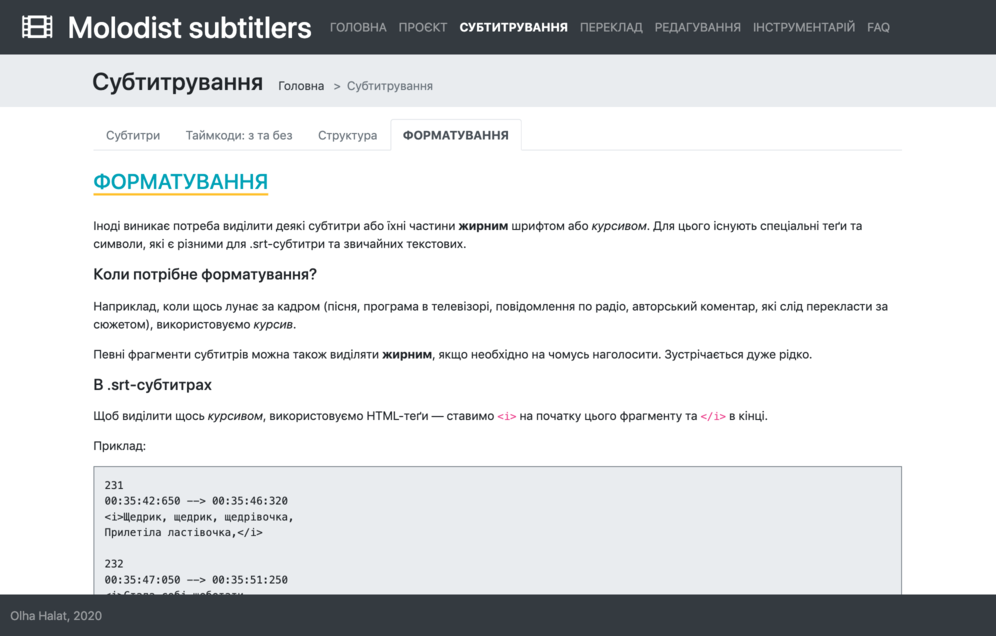 Molodist subtitlers
ГОЛОВНА ПРОЄКТ СУБТИТРУВАННЯ ПЕРЕКЛАД РЕДАГУВАННЯ ІНСТРУМЕНТАРІЙ FAQ
Субтитрування
Головна > Субтитрування
Субтитри Таймкоди: з та без Структура ФОРМАТУВАННЯ
ФОРМАТУВАННЯ
Іноді виникає потреба виділити деякі субтитри або їхні частини жирним шрифтом або курсивом. Для цього існують спеціальні теґи та
символи, які є різними для .srt-субтитри та звичайних текстових.
Коли потрібне форматування?
Наприклад, коли щось лунає за кадром (пісня, програма в телевізорі, повідомлення по радіо, авторський коментар, які слід перекласти за
сюжетом), використовуємо курсив.
Певні фрагменти субтитрів можна також виділяти жирним, якщо необхідно на чомусь наголосити. Зустрічається дуже рідко.
В .srt-субтитрах
Щоб виділити щось курсивом, використовуємо HTML-теґи — ставимо <i> на початку цього фрагменту та </i> в кінці.
Приклад:
231
00:35:42:650 --> 00:35:46:320
<i>Щедрик, щедрик, щедрівочка,
Прилетіла ластівочка,</i>
232
00:35:47:050 --> 00:35:51:250
Olha Halat, 2020